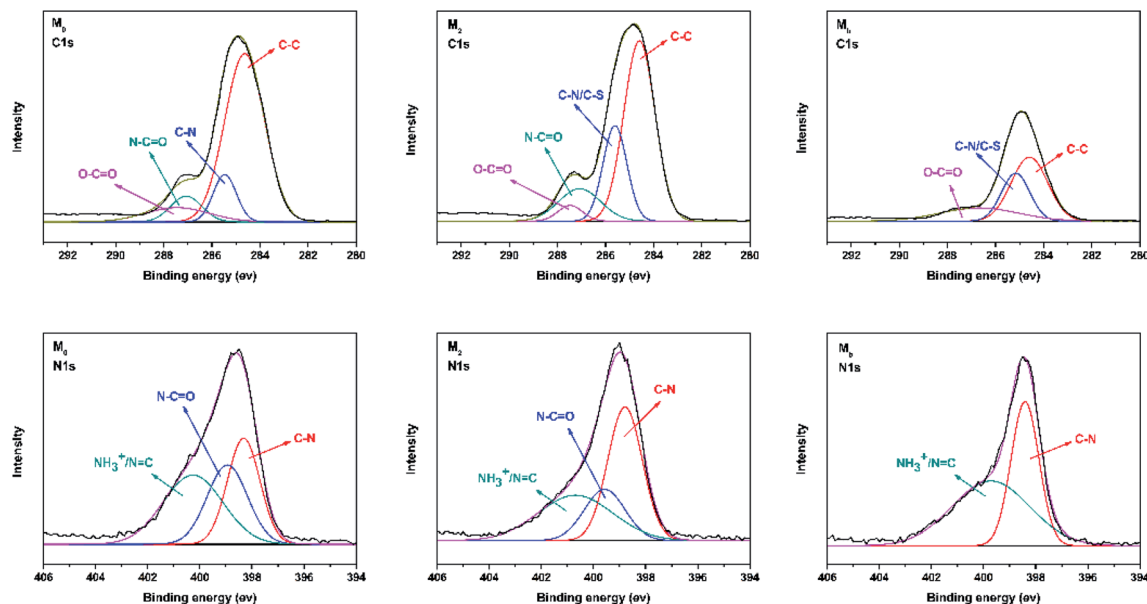 M0
C1s
C-C
C-N
N-C=O
O-C=O
Intensity
292 290 288 286 284 282 280
Binding energy (ev)
M2
C1s
C-C
C-N/C-S
N-C=O
O-C=O
Intensity
292 290 288 286 284 282 280
Binding energy (ev)
C1s
C-N/C-S
C-C
O-C=O
Intensity
292 290 288 286 284 282 280
Binding energy (ev)
M0
N1s
N-C=O
C-N
NH3+/N=C
Intensity
406 404 402 400 398 396 394
Binding energy (ev)
M2
N1s
C-N
N-C=O
NH3+/N=C
Intensity
406 404 402 400 398 396 394
Binding energy (ev)
Mb
N1s
NH3+/N=C
C-N
Intensity
406 404 402 400 398 396 394
Binding energy (ev)